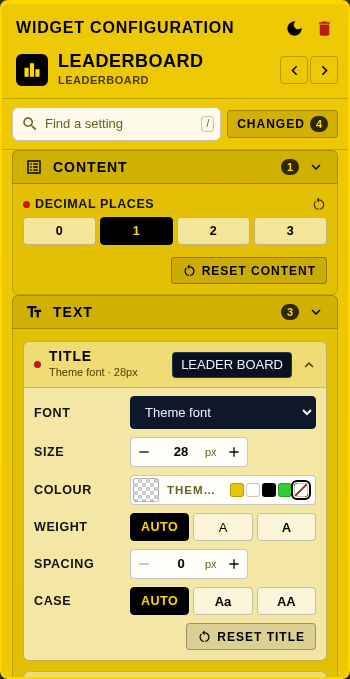 WIDGET CONFIGURATION
LEADERBOARD
LEADERBOARD
Find a setting /
CHANGED 4
CONTENT 1
DECIMAL PLACES
0 1 2 3
RESET CONTENT
TEXT 3
TITLE
Theme font · 28px
LEADER BOARD
FONT Theme font
SIZE − 28 px +
COLOUR THEM...
WEIGHT AUTO A A
SPACING − 0 px +
CASE AUTO Aa AA
RESET TITLE